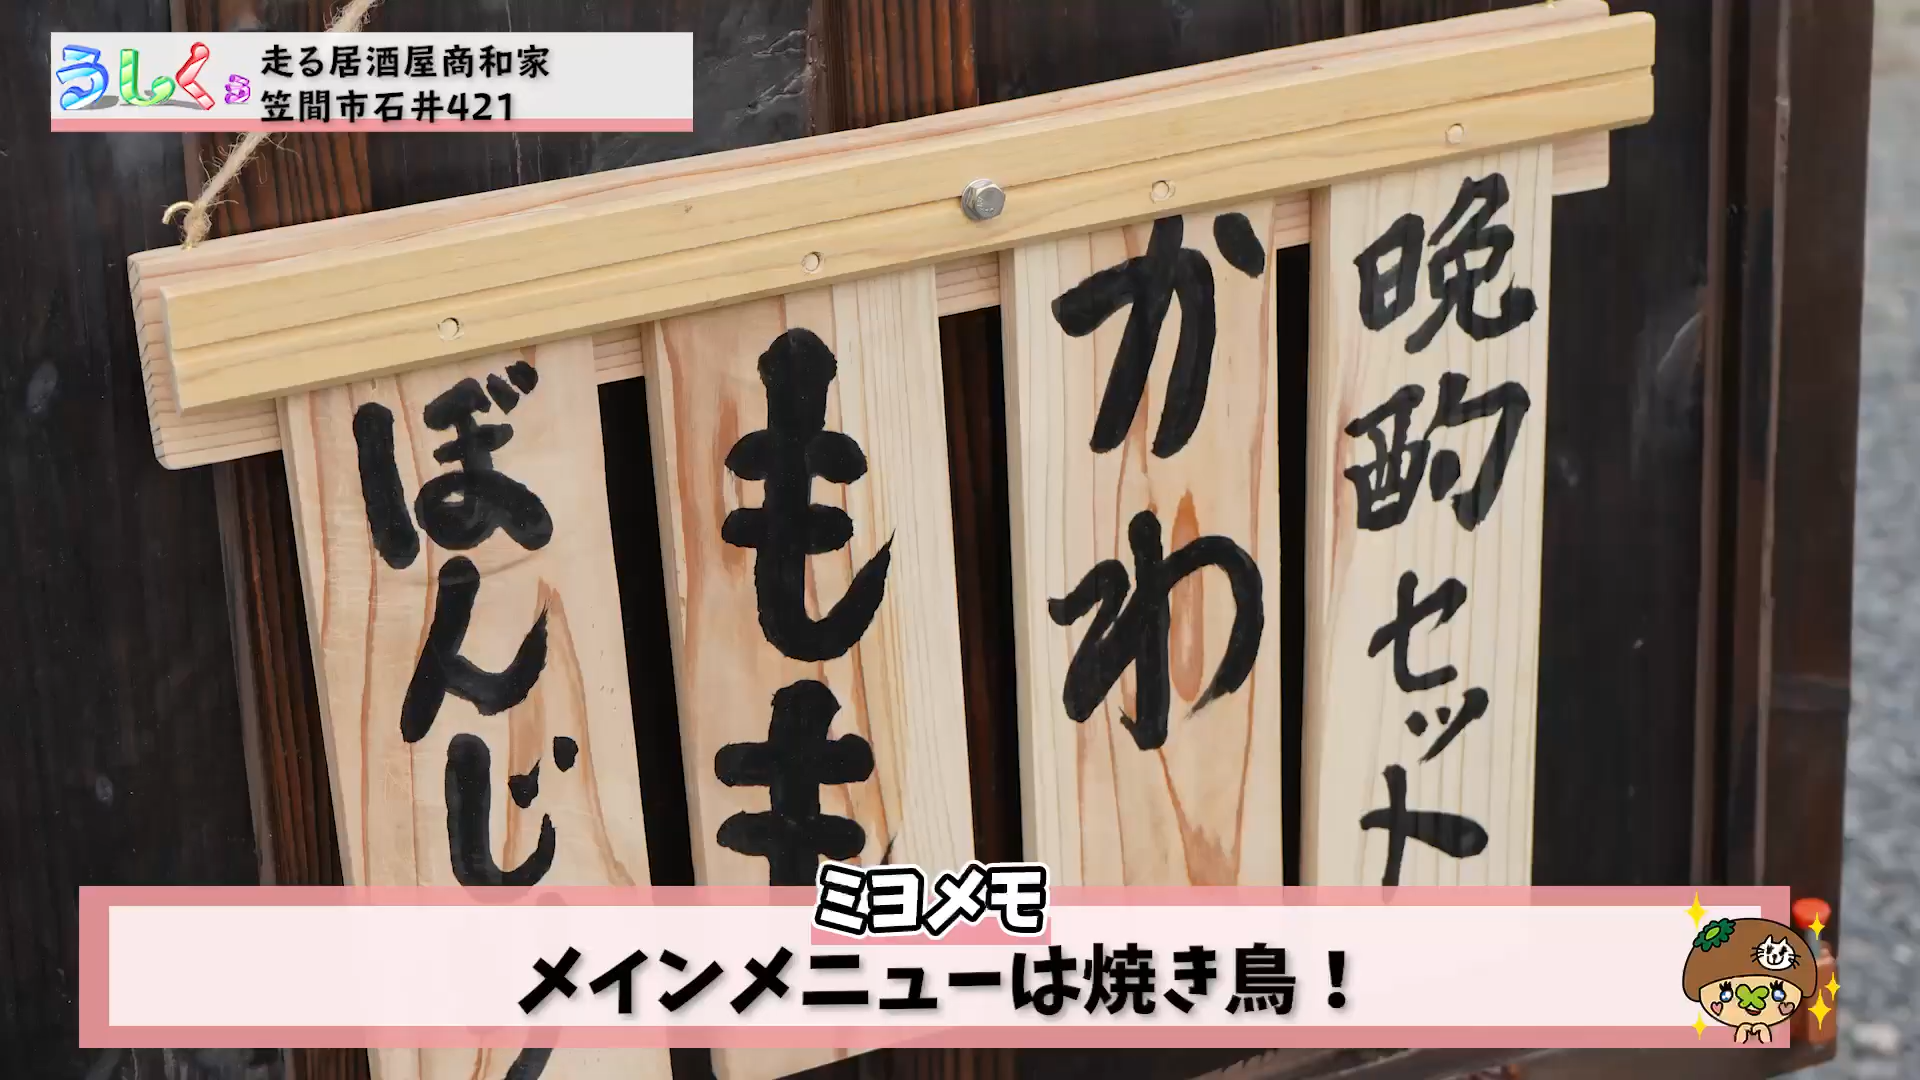 うしくぅ
走る居酒屋商和家
笠間市石井421
晩酌セット
かわ
もも
ぼんじり
ミヨメモ
メインメニューは焼き鳥！